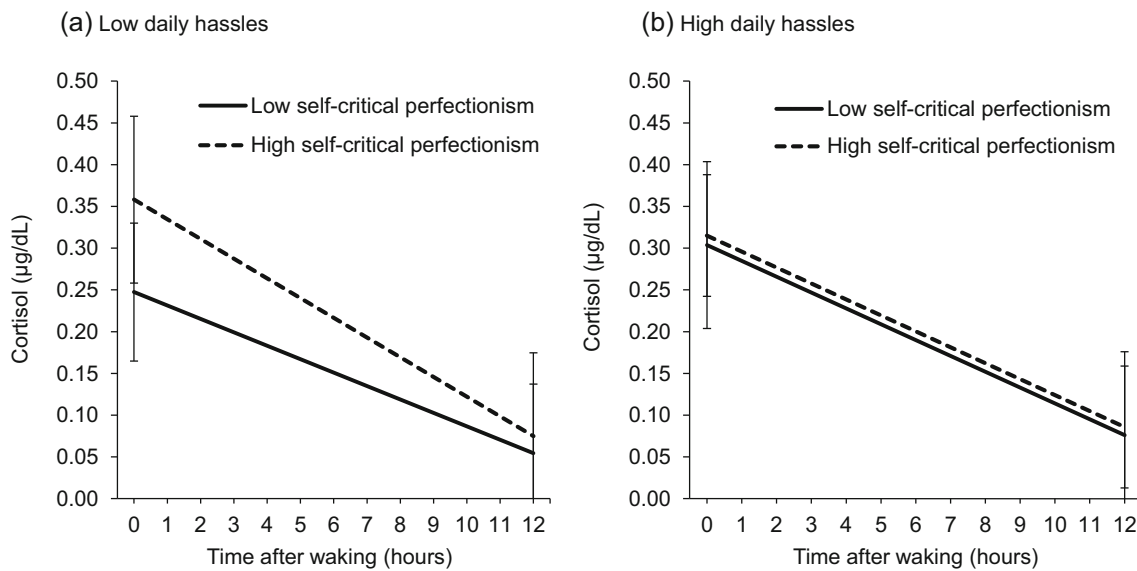 (a) Low daily hassles
0.50
0.45
0.40
0.35
0.30
0.25
0.20
0.15
0.10
0.05
0.00
Cortisol (µg/dL)
Low self-critical perfectionism
High self-critical perfectionism
0 1 2 3 4 5 6 7 8 9 10 11 12
Time after waking (hours)
(b) High daily hassles
0.50
0.45
0.40
0.35
0.30
0.25
0.20
0.15
0.10
0.05
0.00
Cortisol (µg/dL)
Low self-critical perfectionism
High self-critical perfectionism
0 1 2 3 4 5 6 7 8 9 10 11 12
Time after waking (hours)